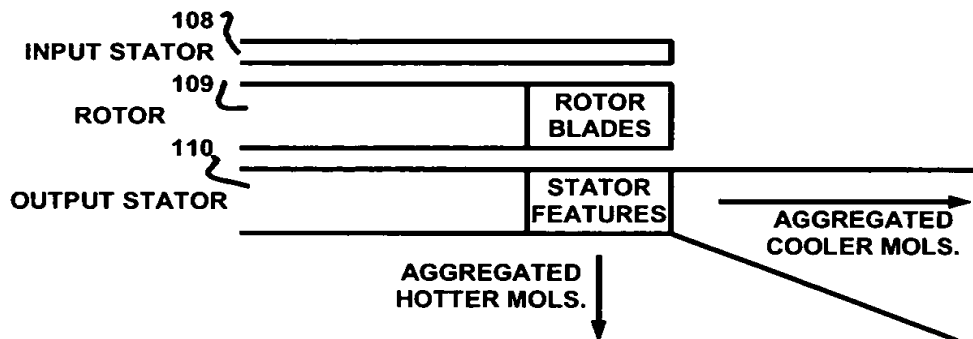 108
INPUT STATOR
109
ROTOR
ROTOR
BLADES
110
OUTPUT STATOR
STATOR
FEATURES
AGGREGATED
COOLER MOLS.
AGGREGATED
HOTTER MOLS.